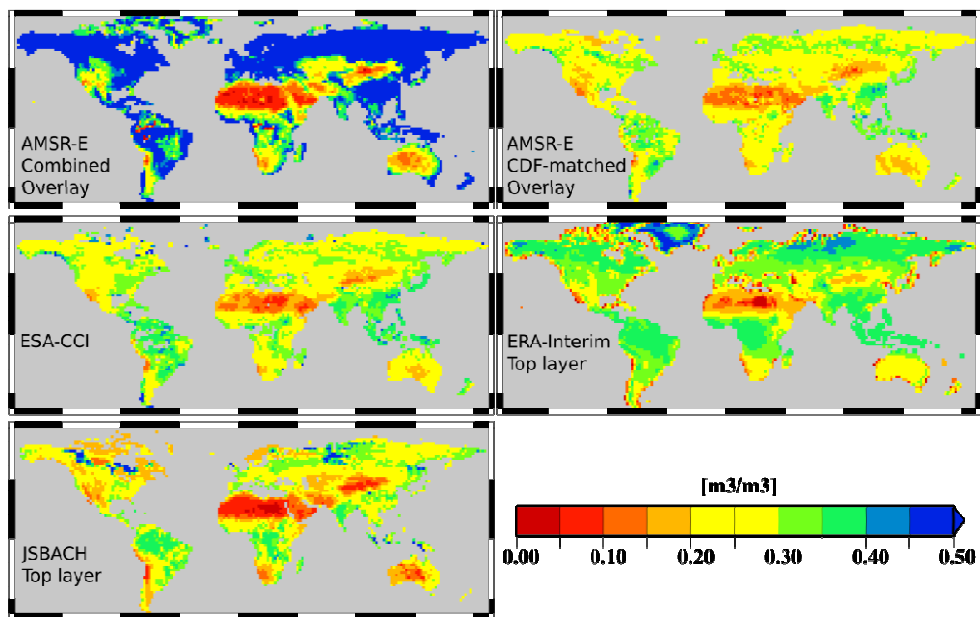 AMSR-E
Combined
Overlay
AMSR-E
CDF-matched
Overlay
ESA-CCI
ERA-Interim
Top layer
JSBACH
Top layer
[m3/m3]
0.00 0.10 0.20 0.30 0.40 0.50